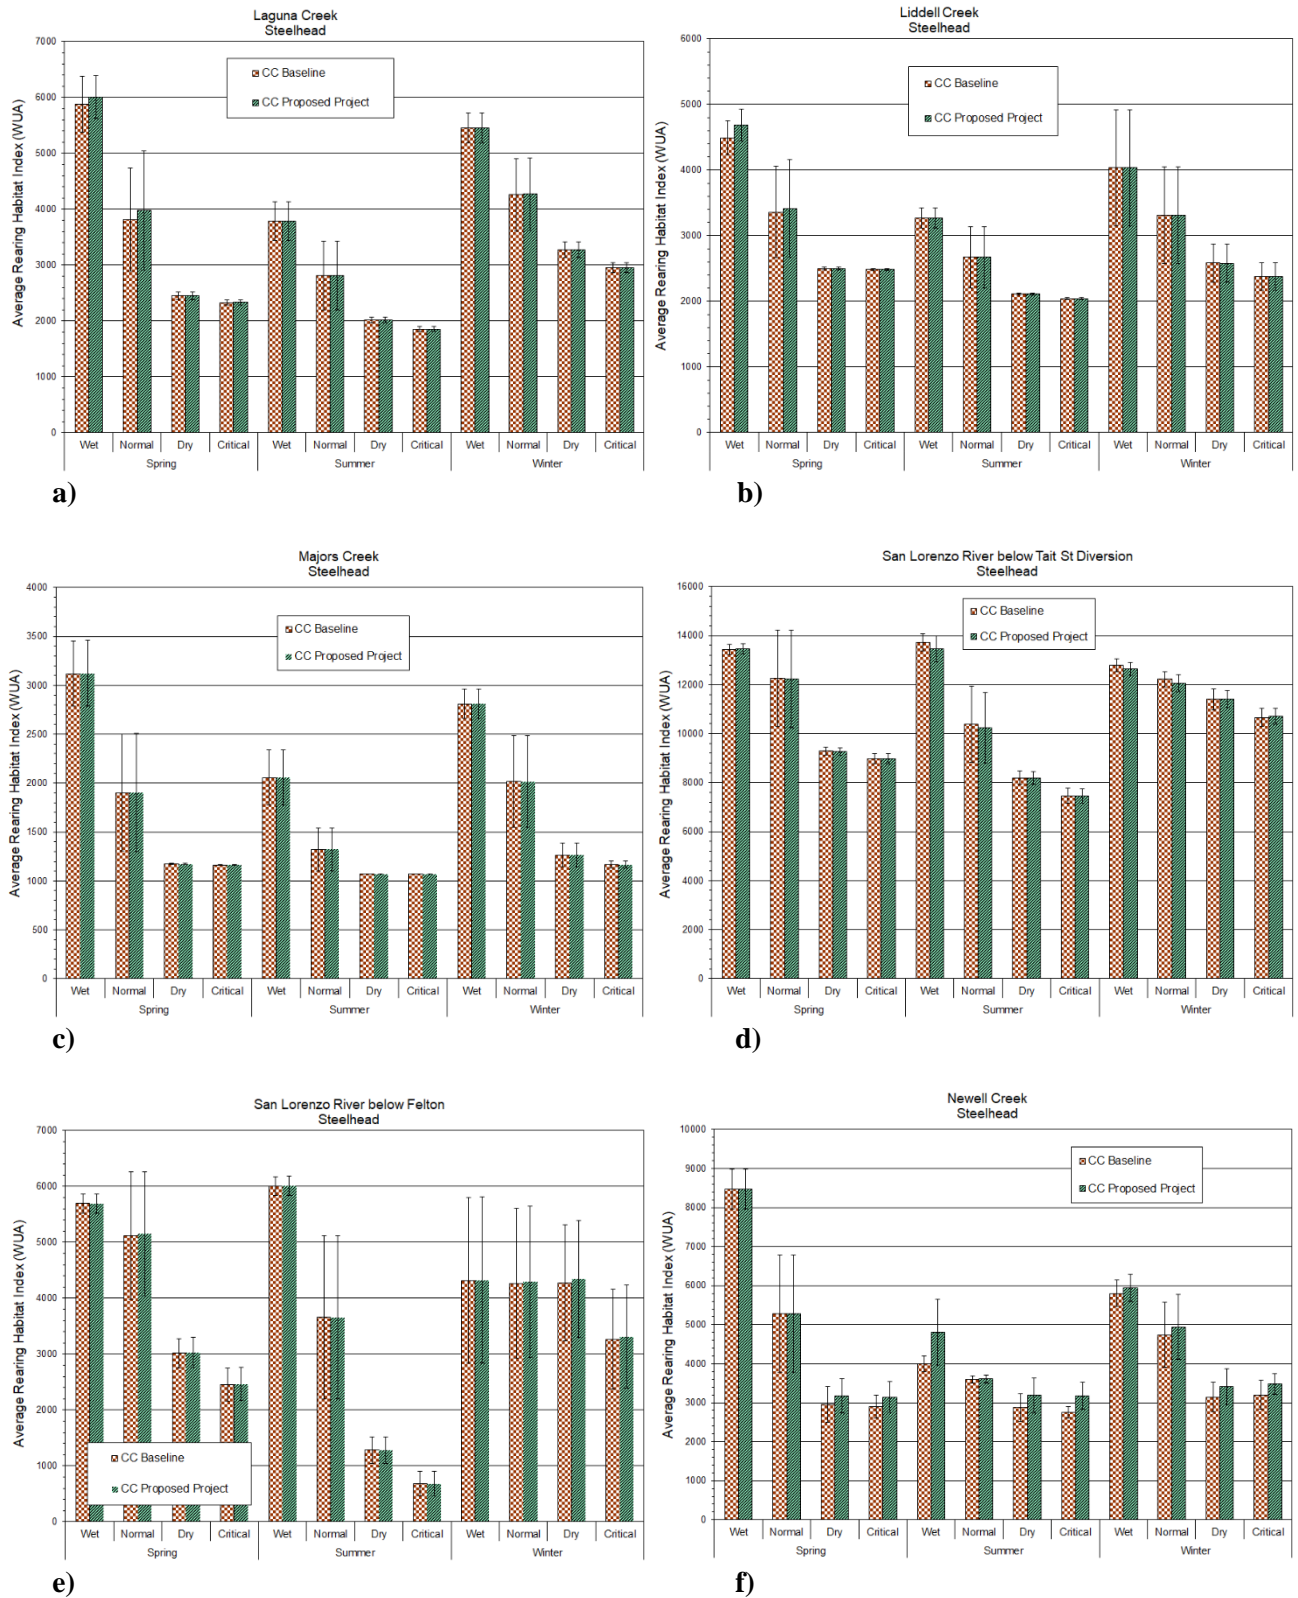 Laguna Creek
Steelhead
Average Rearing Habitat Index (WUA)
7000
6000
5000
4000
3000
2000
1000
0
CC Baseline
CC Proposed Project
Wet Normal Dry Critical Wet Normal Dry Critical Wet Normal Dry Critical
Spring Summer Winter
a)
Liddell Creek
Steelhead
Average Rearing Habitat Index (WUA)
6000
5000
4000
3000
2000
1000
0
CC Baseline
CC Proposed Project
Wet Normal Dry Critical Wet Normal Dry Critical Wet Normal Dry Critical
Spring Summer Winter
b)
Majors Creek
Steelhead
Average Rearing Habitat Index (WUA)
4000
3500
3000
2500
2000
1500
1000
500
0
CC Baseline
CC Proposed Project
Wet Normal Dry Critical Wet Normal Dry Critical Wet Normal Dry Critical
Spring Summer Winter
c)
San Lorenzo River below Tait St Diversion
Steelhead
Average Rearing Habitat Index (WUA)
16000
14000
12000
10000
8000
6000
4000
2000
0
CC Baseline
CC Proposed Project
Wet Normal Dry Critical Wet Normal Dry Critical Wet Normal Dry Critical
Spring Summer Winter
d)
San Lorenzo River below Felton
Steelhead
Average Rearing Habitat Index (WUA)
7000
6000
5000
4000
3000
2000
1000
0
CC Baseline
CC Proposed Project
Wet Normal Dry Critical Wet Normal Dry Critical Wet Normal Dry Critical
Spring Summer Winter
e)
Newell Creek
Steelhead
Average Rearing Habitat Index (WUA)
10000
9000
8000
7000
6000
5000
4000
3000
2000
1000
0
CC Baseline
CC Proposed Project
Wet Normal Dry Critical Wet Normal Dry Critical Wet Normal Dry Critical
Spring Summer Winter
f)